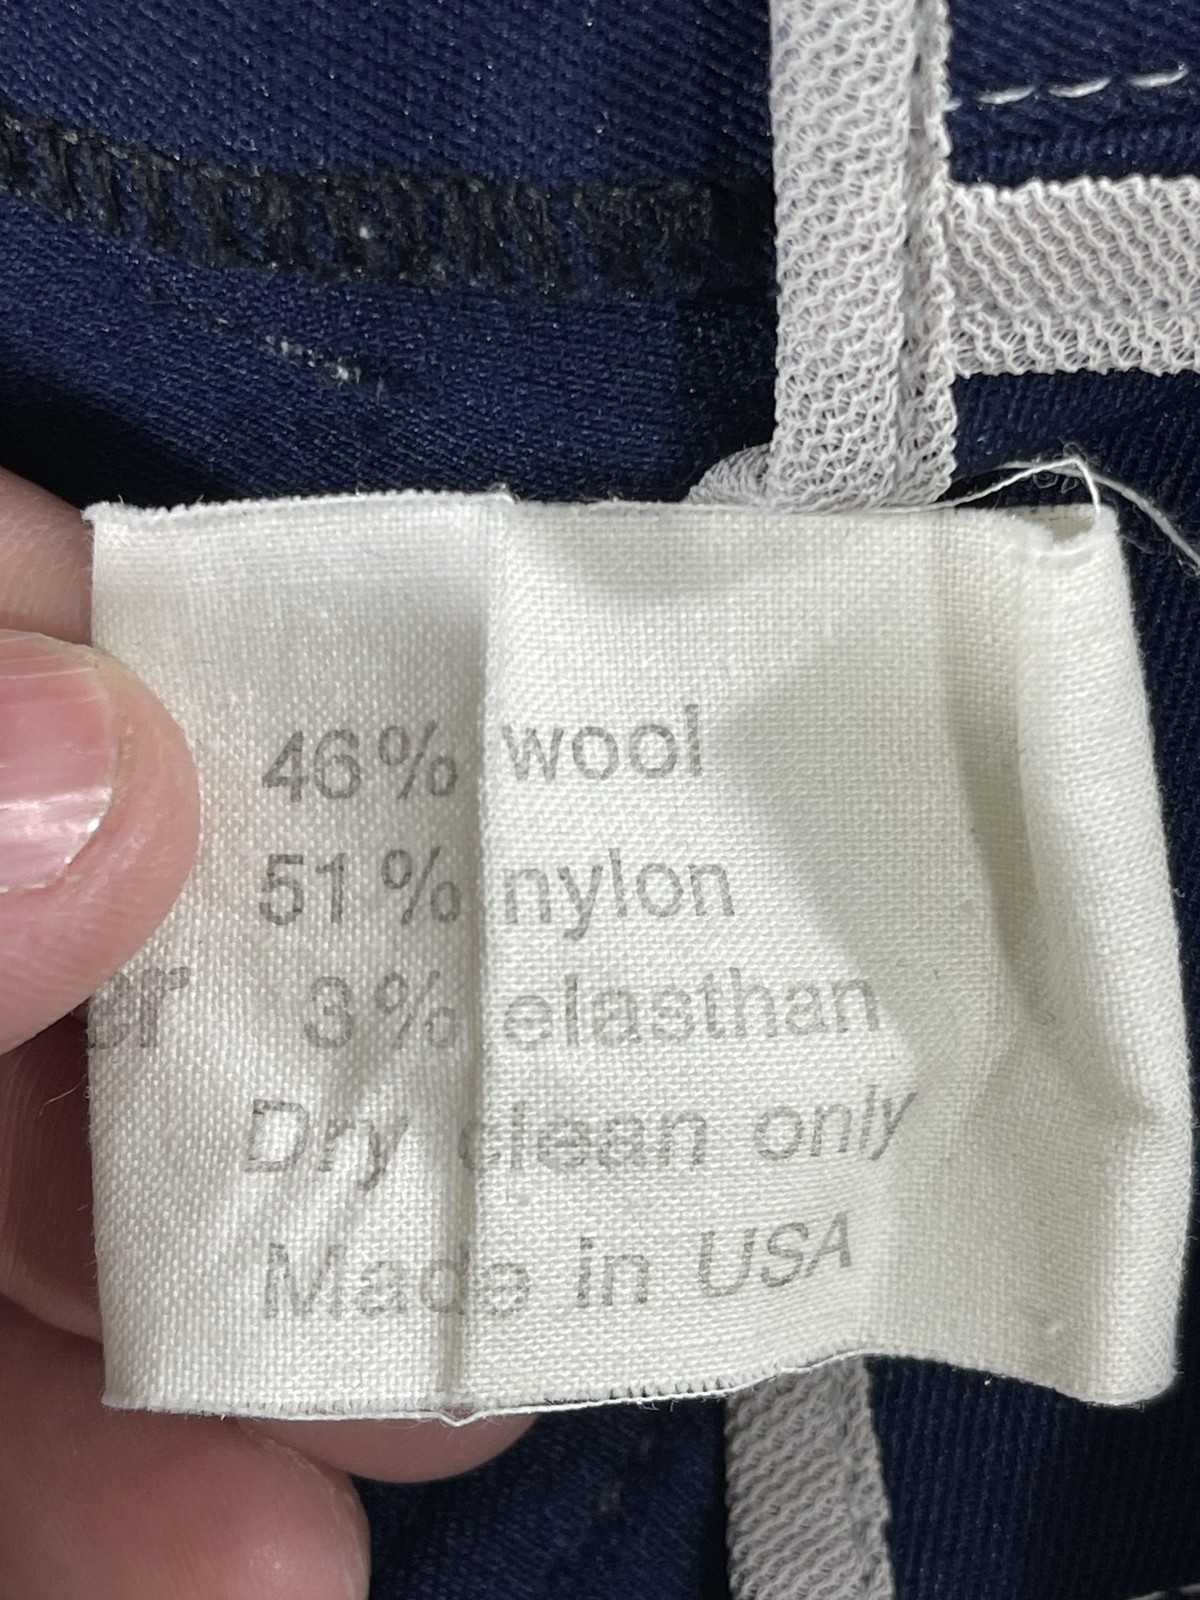 46% wool
51% nylon
3% elasthan
Dry clean only
Made in USA